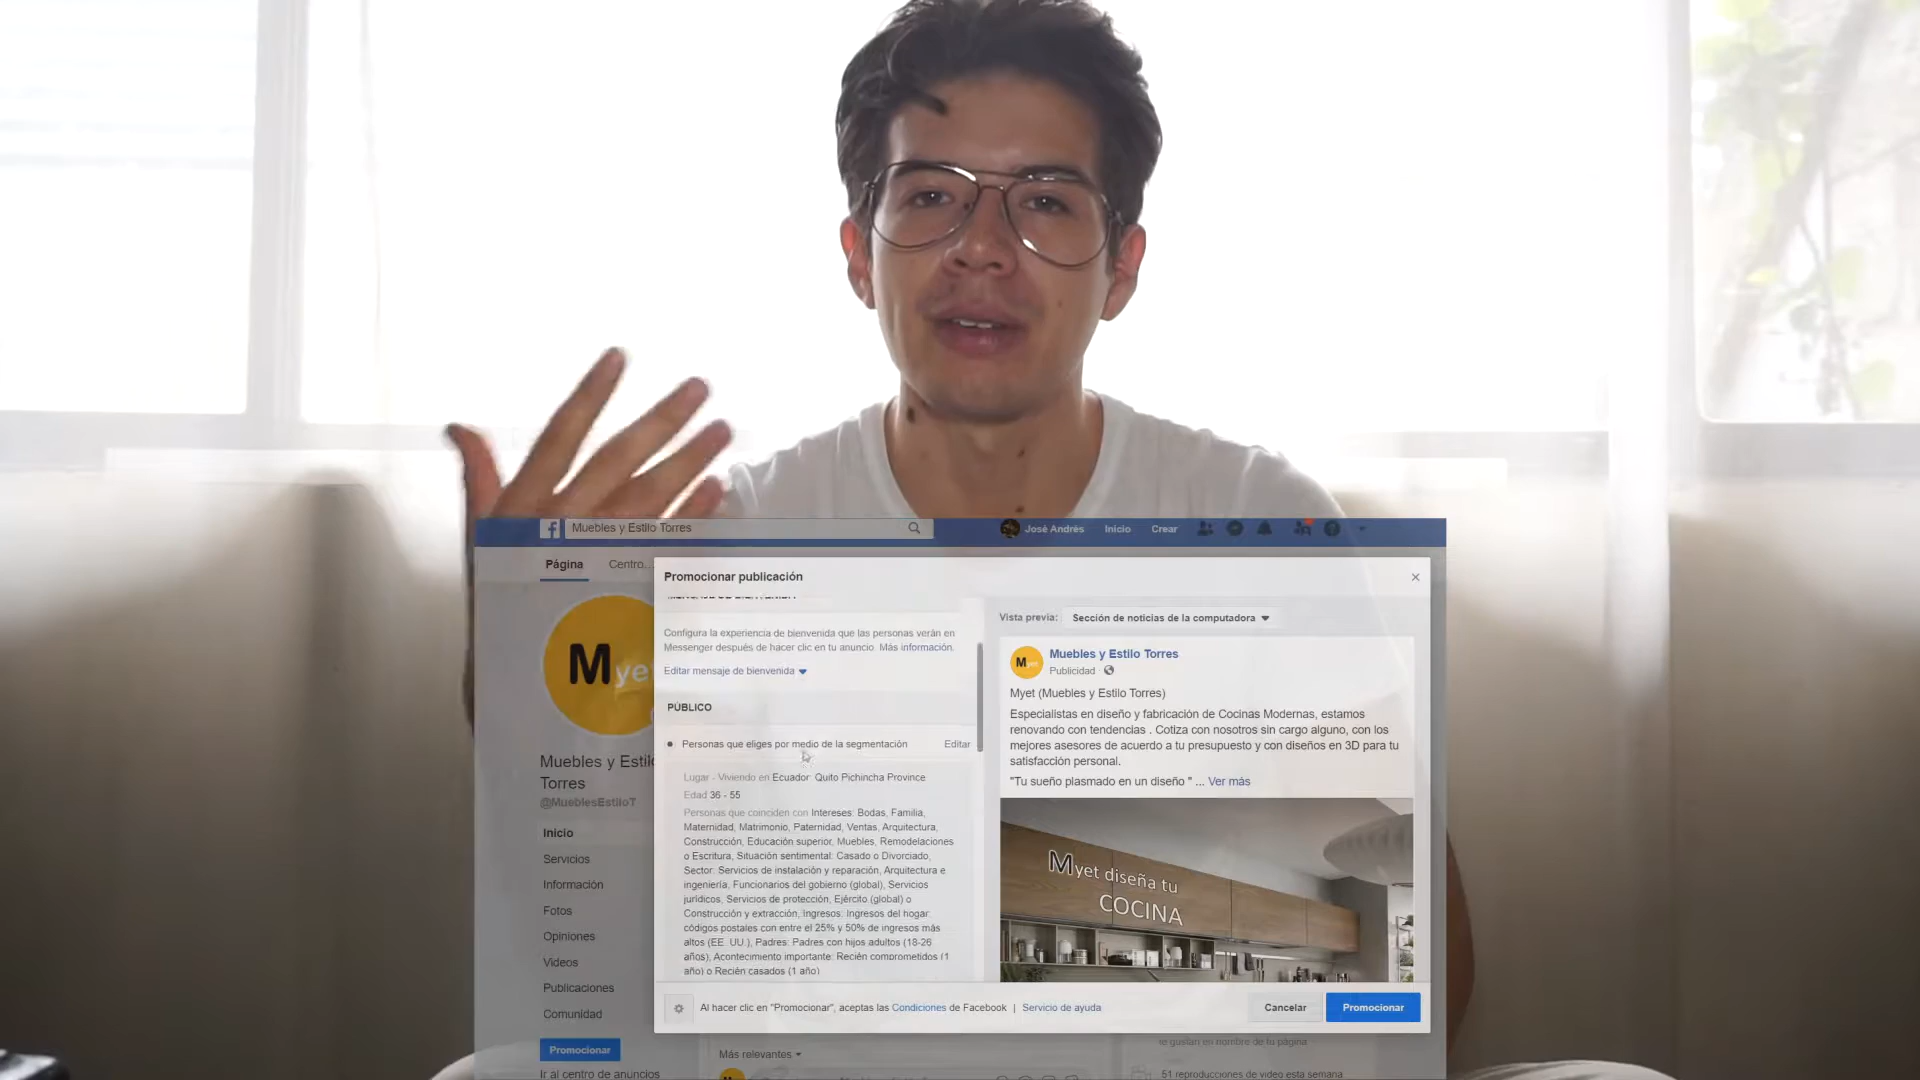 Muebles y Estilo Torres
José Andrés Inicio Crear
Página Centro...
Promocionar publicación
Configura la experiencia de bienvenida que las personas verán en
Messenger después de hacer clic en tu anuncio. Más información.
Editar mensaje de bienvenida
PÚBLICO
Personas que eliges por medio de la segmentación Editar
Lugar - Viviendo en Ecuador: Quito Pichincha Province
Edad 36 - 55
Personas que coinciden con Intereses: Bodas, Familia,
Maternidad, Matrimonio, Paternidad, Ventas, Arquitectura,
Construcción, Educación superior, Muebles, Remodelaciones
o Escritura, Situación sentimental: Casado o Divorciado,
Sector: Servicios de instalación y reparación, Arquitectura e
ingeniería, Funcionarios del gobierno (global), Servicios
jurídicos, Servicios de protección, Ejército (global) o
Construcción y extracción, Ingresos: Ingresos del hogar:
códigos postales con entre el 25% y 50% de ingresos más
altos (EE. UU.), Padres: Padres con hijos adultos (18-26
años), Acontecimiento importante: Recién comprometidos (1
año) o Recién casados (1 año)
Vista previa: Sección de noticias de la computadora
Myet
Muebles y Estilo Torres
Publicidad
Myet (Muebles y Estilo Torres)
Especialistas en diseño y fabricación de Cocinas Modernas, estamos
renovando con tendencias . Cotiza con nosotros sin cargo alguno, con los
mejores asesores de acuerdo a tu presupuesto y con diseños en 3D para tu
satisfacción personal.
"Tu sueño plasmado en un diseño " ... Ver más
Myet diseña tu
COCINA
Al hacer clic en "Promocionar", aceptas las Condiciones de Facebook | Servicio de ayuda
Cancelar Promocionar
Mye
Muebles y Estilo
Torres
@MueblesEstiloT
Inicio
Servicios
Información
Fotos
Opiniones
Videos
Publicaciones
Comunidad
Promocionar
Ir al centro de anuncios
Más relevantes
te gustan en nombre de tu página
51 reproducciones de video esta semana